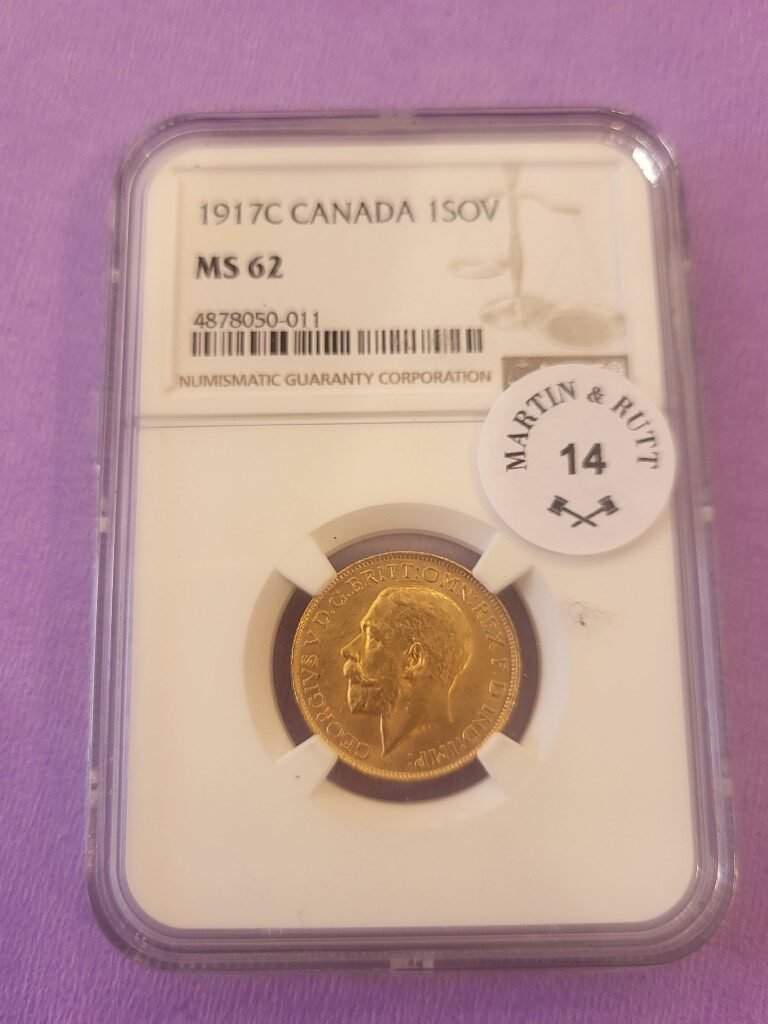 1917C CANADA 1SOV
MS 62
4878050-011
NUMISMATIC GUARANTY CORPORATION
MARTIN & RUTT
14
GEORGIVS V D.G.BRITT:OMN:REX F.D.IND:IMP: